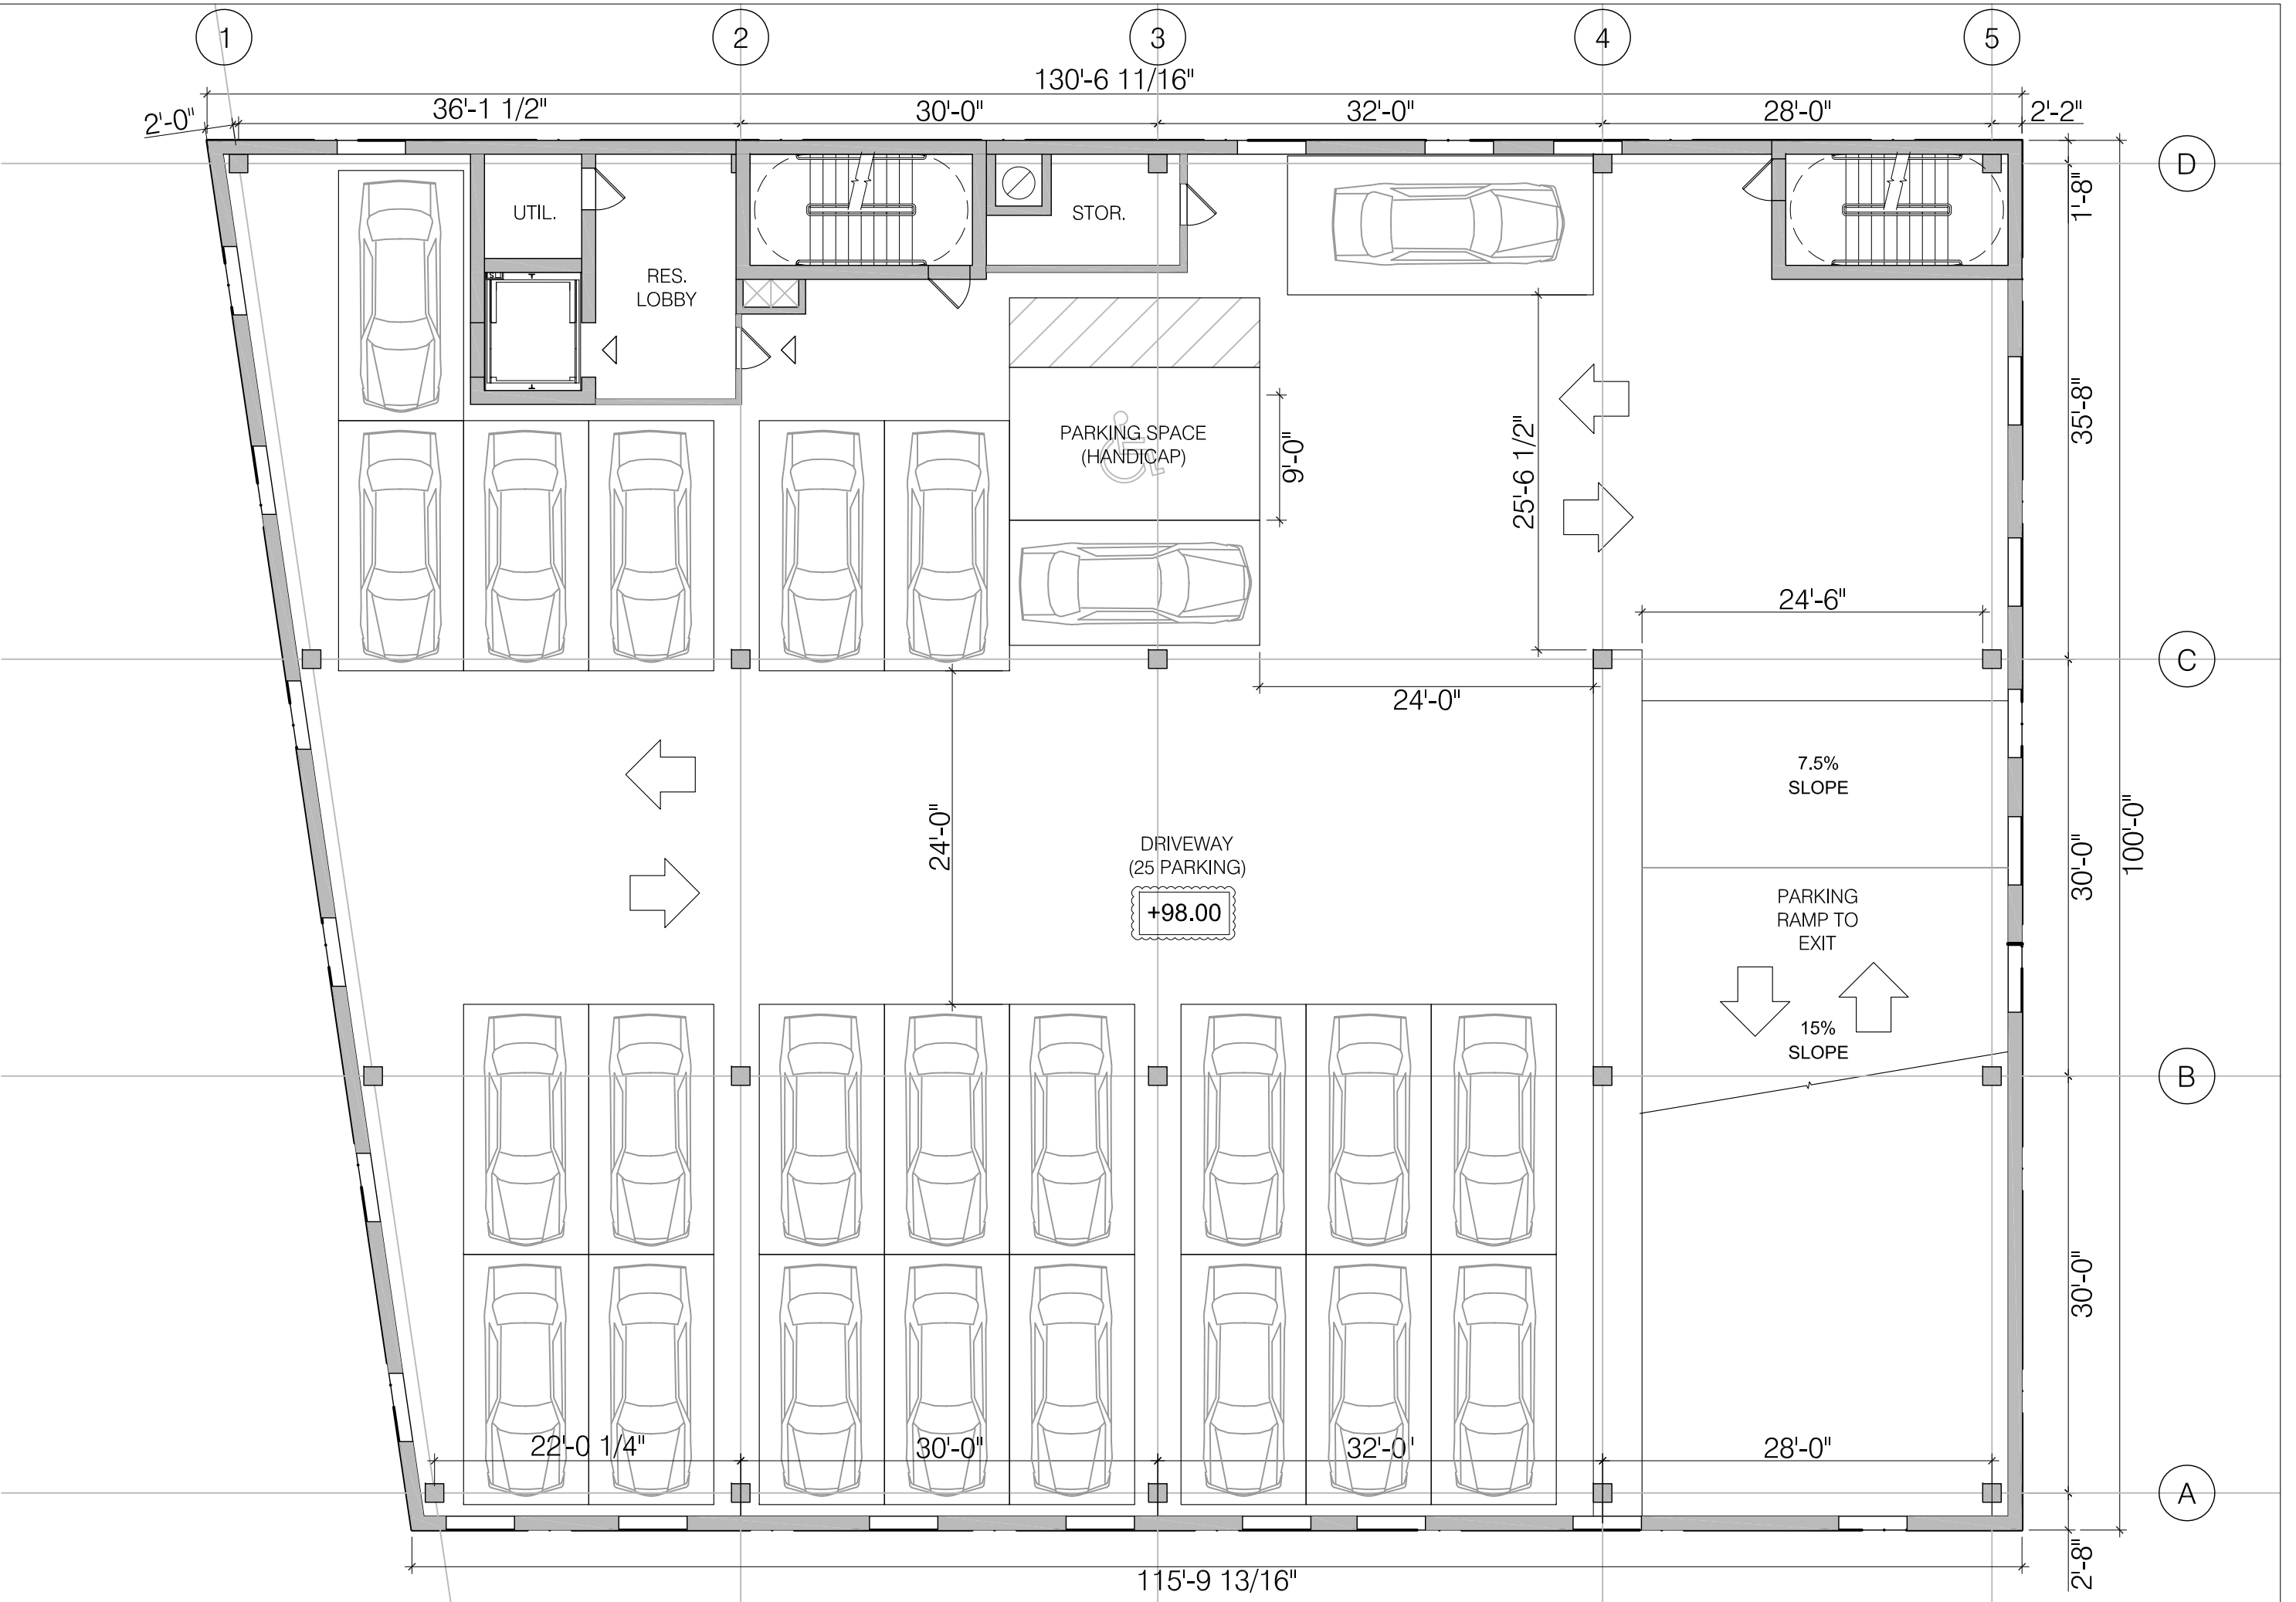 1
2
3
4
5
130'-6 11/16"
2'-0"
36'-1 1/2"
30'-0"
32'-0"
28'-0"
2'-2"
D
1'-8"
UTIL.
STOR.
RES.
LOBBY
PARKING SPACE
(HANDICAP)
9'-0"
25'-6 1/2"
35'-8"
24'-6"
C
24'-0"
7.5%
SLOPE
24'-0"
DRIVEWAY
(25 PARKING)
+98.00
30'-0"
100'-0"
PARKING
RAMP TO
EXIT
15%
SLOPE
B
30'-0"
22'-0 1/4"
30'-0"
32'-0'
28'-0"
A
2'-8"
115'-9 13/16"